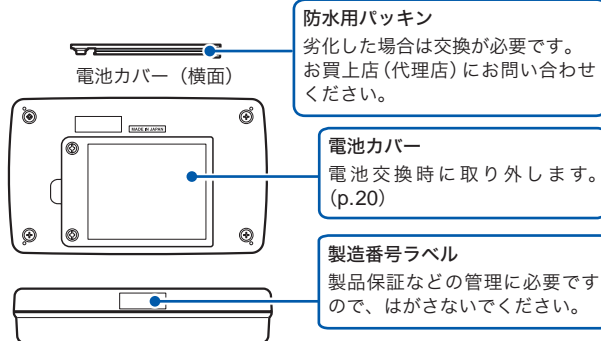 防水用パッキン
劣化した場合は交換が必要です。
お買上店(代理店)にお問い合わせ
ください。
電池カバー(横面)
MADE IN JAPAN
電池カバー
電池交換時に取り外します。
(p.20)
製造番号ラベル
製品保証などの管理に必要です
ので、はがさないでください。